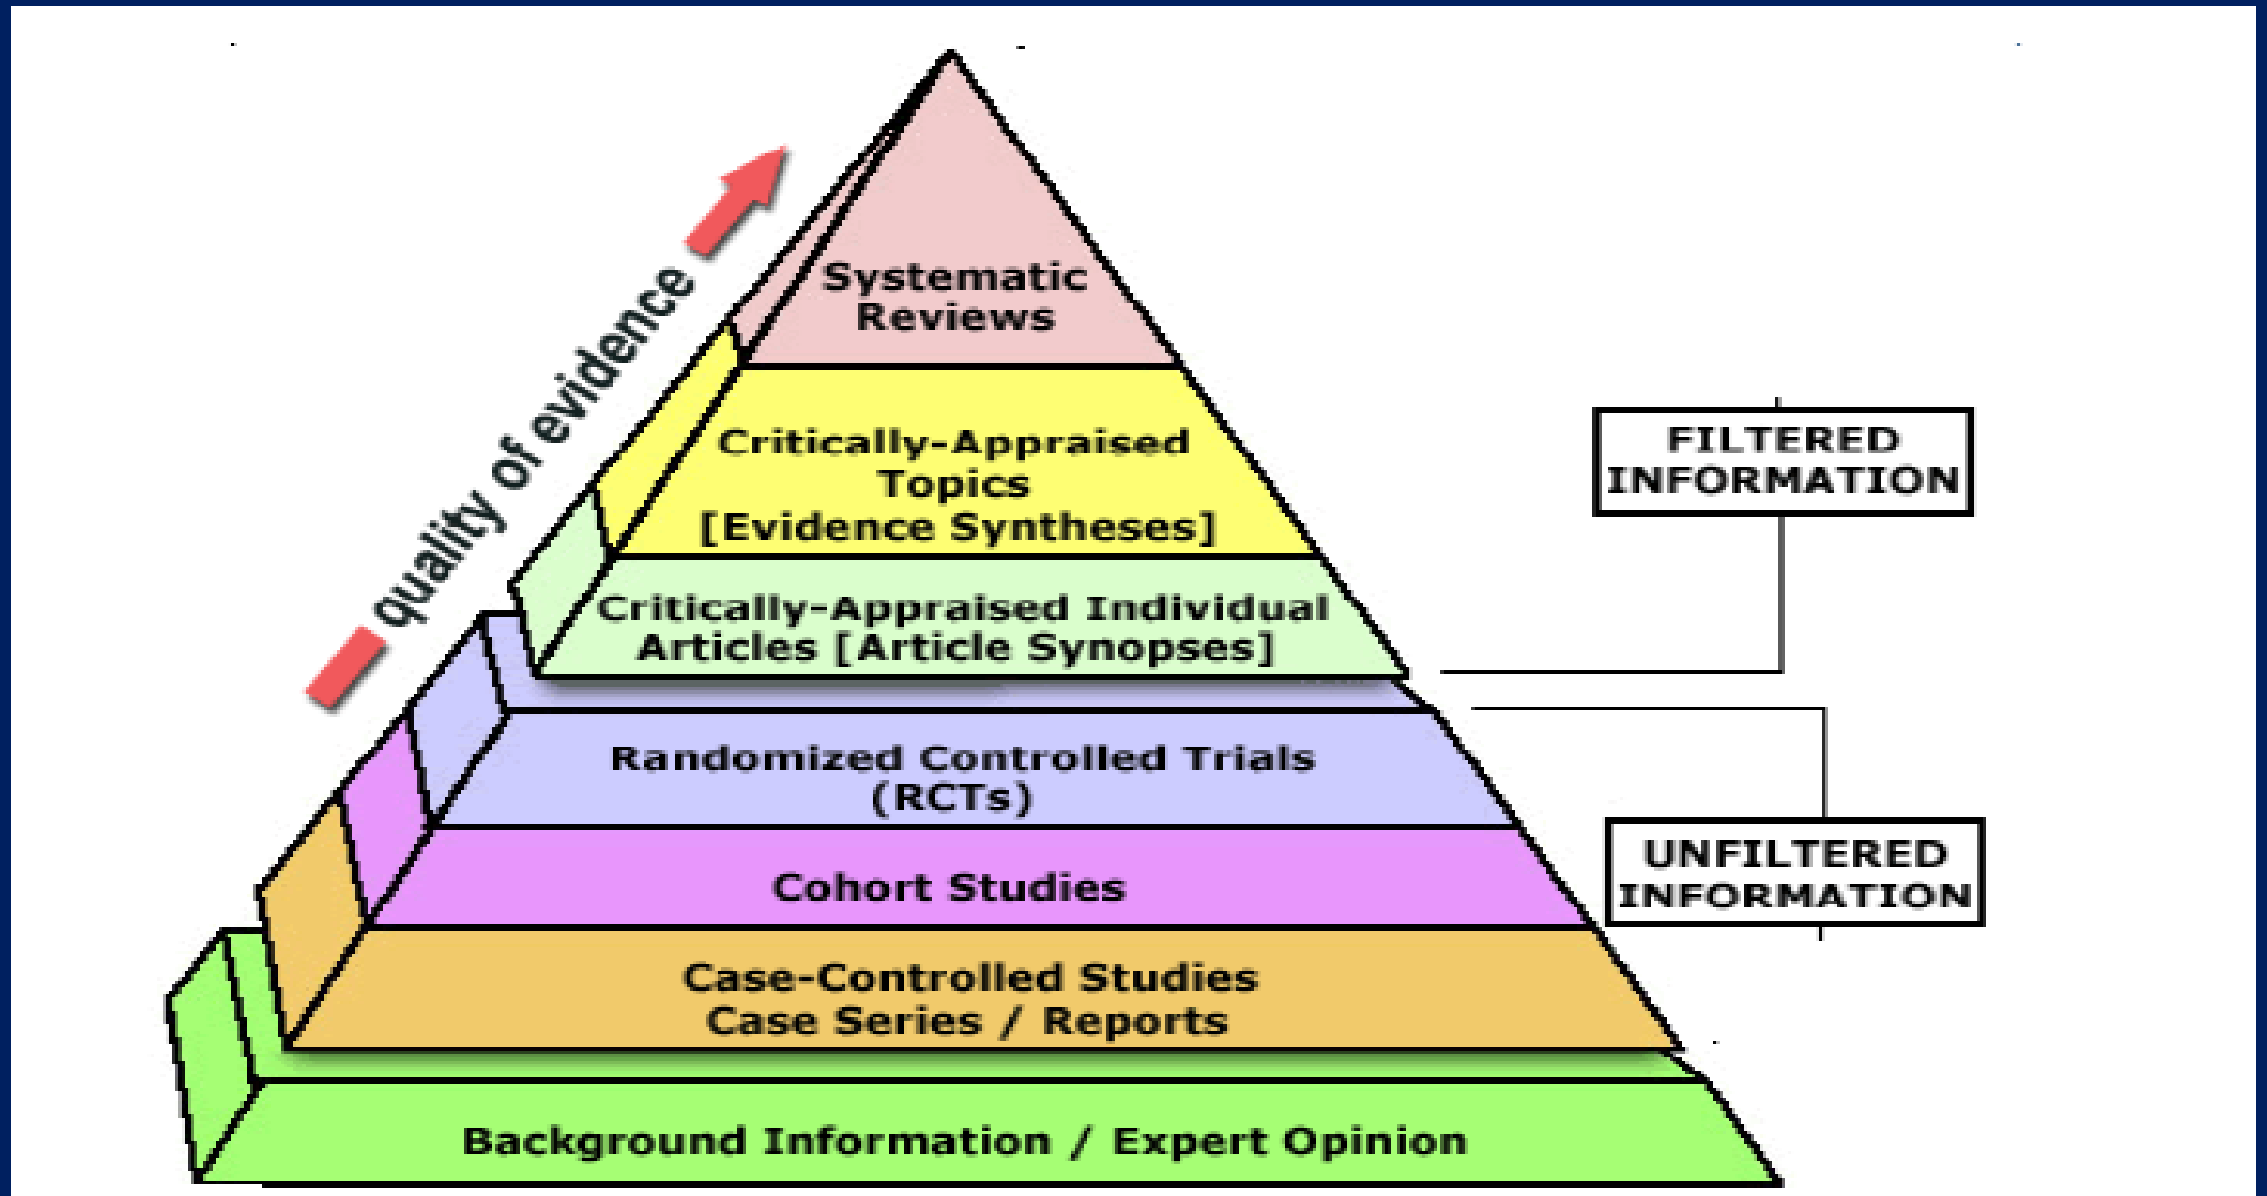 quality of evidence
Systematic
Reviews
Critically-Appraised
Topics
[Evidence Syntheses]
Critically-Appraised Individual
Articles [Article Synopses]
FILTERED
INFORMATION
Randomized Controlled Trials
(RCTs)
Cohort Studies
Case-Controlled Studies
Case Series / Reports
UNFILTERED
INFORMATION
Background Information / Expert Opinion